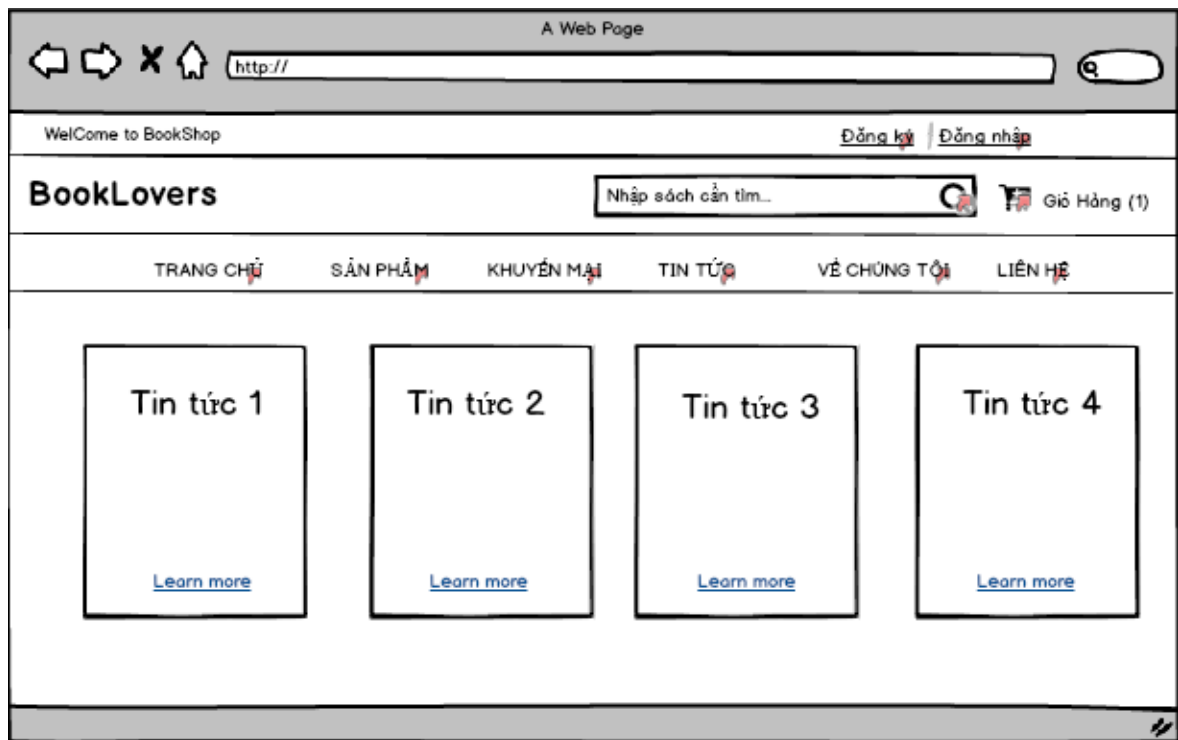 A Web Page
http://
WelCome to BookShop
Đăng ký
Đăng nhập
BookLovers
Nhập sách cần tìm...
Giỏ Hàng (1)
TRANG CHỦ SẢN PHẨM KHUYẾN MẠI TIN TỨC VỀ CHÚNG TÔI LIÊN HỆ
Tin tức 1 Tin tức 2 Tin tức 3 Tin tức 4
Learn more Learn more Learn more Learn more